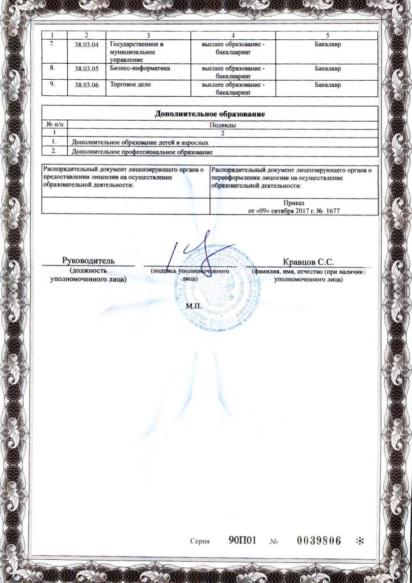 1 2 3 4 5
7. 38.03.04 Государственное и муниципальное управление высшее образование - бакалавриат Бакалавр
8. 38.03.05 Бизнес-информатика высшее образование - бакалавриат Бакалавр
9. 38.03.06 Торговое дело высшее образование - бакалавриат Бакалавр
Дополнительное образование
№ п/п Подвиды
1 2
1. Дополнительное образование детей и взрослых
2. Дополнительное профессиональное образование
Распорядительный документ лицензирующего органа о предоставлении лицензии на осуществление образовательной деятельности:
Распорядительный документ лицензирующего органа о переоформлении лицензии на осуществление образовательной деятельности:
Приказ
от «09» октября 2017 г. № 1677
Руководитель
(должность
уполномоченного лица)
(подпись уполномоченного
лица)
Кравцов С.С.
(фамилия, имя, отчество (при наличии)
уполномоченного лица)
М.П.
Серия 90П01 № 0039806 *